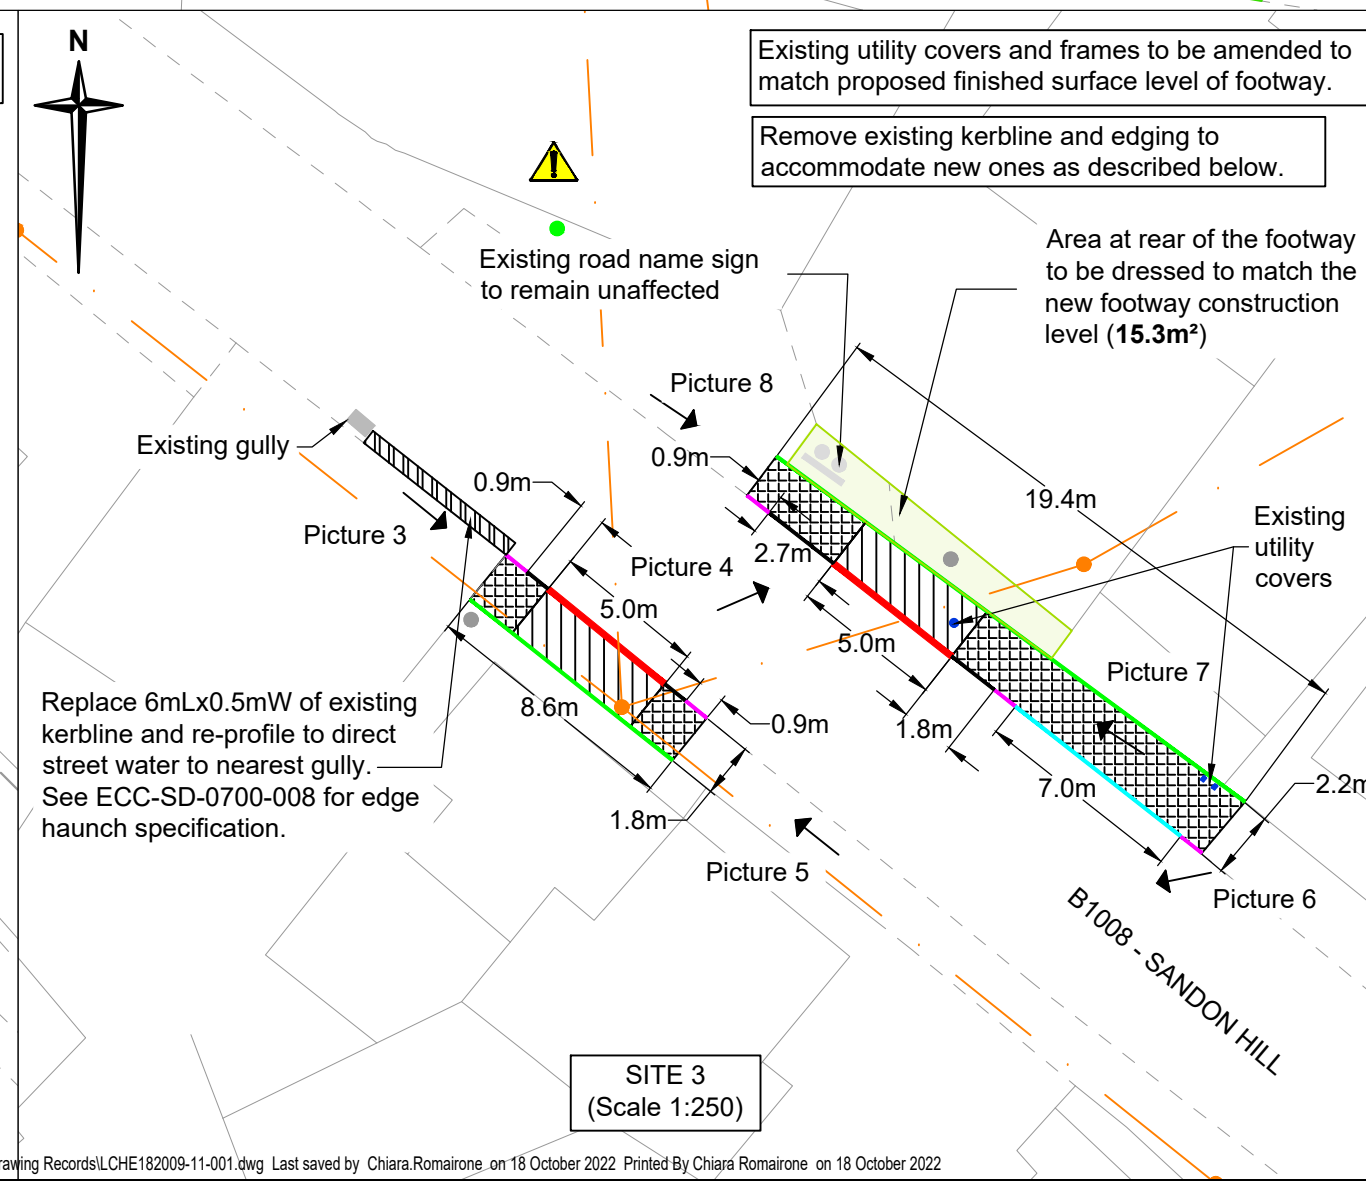 N
Existing utility covers and frames to be amended to
match proposed finished surface level of footway.
Remove existing kerbline and edging to
accommodate new ones as described below.
Existing road name sign
to remain unaffected
Area at rear of the footway
to be dressed to match the
new footway construction
level (15.3m²)
Picture 8
Existing gully
0.9m
0.9m
19.4m
Existing
utility
covers
Picture 3
Picture 4
2.7m
5.0m
5.0m
Picture 7
Replace 6mLx0.5mW of existing
kerbline and re-profile to direct
street water to nearest gully.
See ECC-SD-0700-008 for edge
haunch specification.
8.6m
0.9m
1.8m
1.8m
7.0m
2.2m
Picture 5
Picture 6
B1008 - SANDON HILL
SITE 3
(Scale 1:250)
rawing Records\LCHE182009-11-001.dwg Last saved by Chiara.Romairone on 18 October 2022 Printed By Chiara Romairone on 18 October 2022